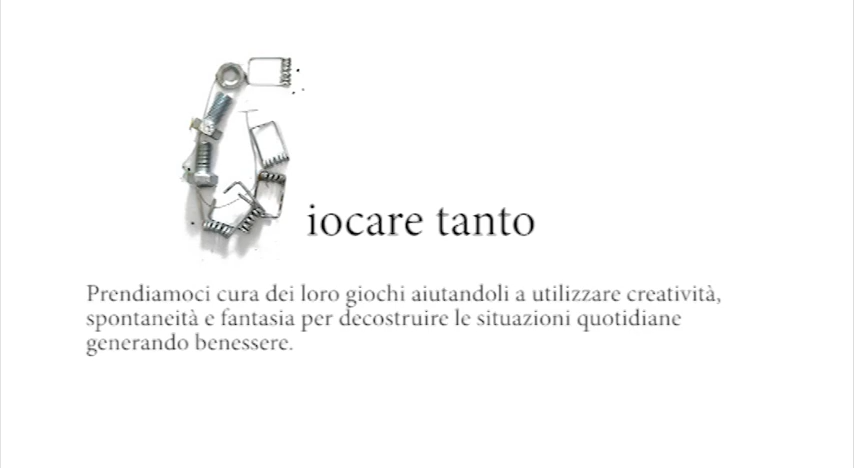 Giocare tanto
Prendiamoci cura dei loro giochi aiutandoli a utilizzare creatività,
spontaneità e fantasia per decostruire le situazioni quotidiane
generando benessere.